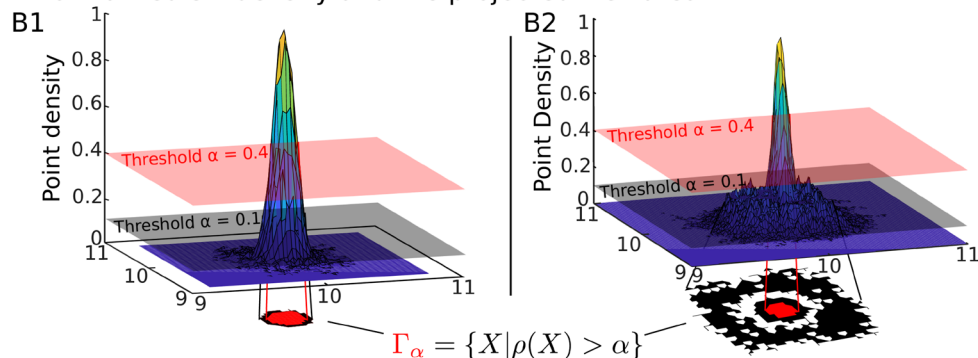 B1
Point density
1
0.8
0.6
0.4
0.2
0
Threshold α = 0.4
Threshold α = 0.1
11
10
9
9
10
11
B2
Point Density
1
0.8
0.6
0.4
0.2
0
Threshold α = 0.4
Threshold α = 0.1
11
10
9
9
10
11
Γα = {X|ρ(X) > α}